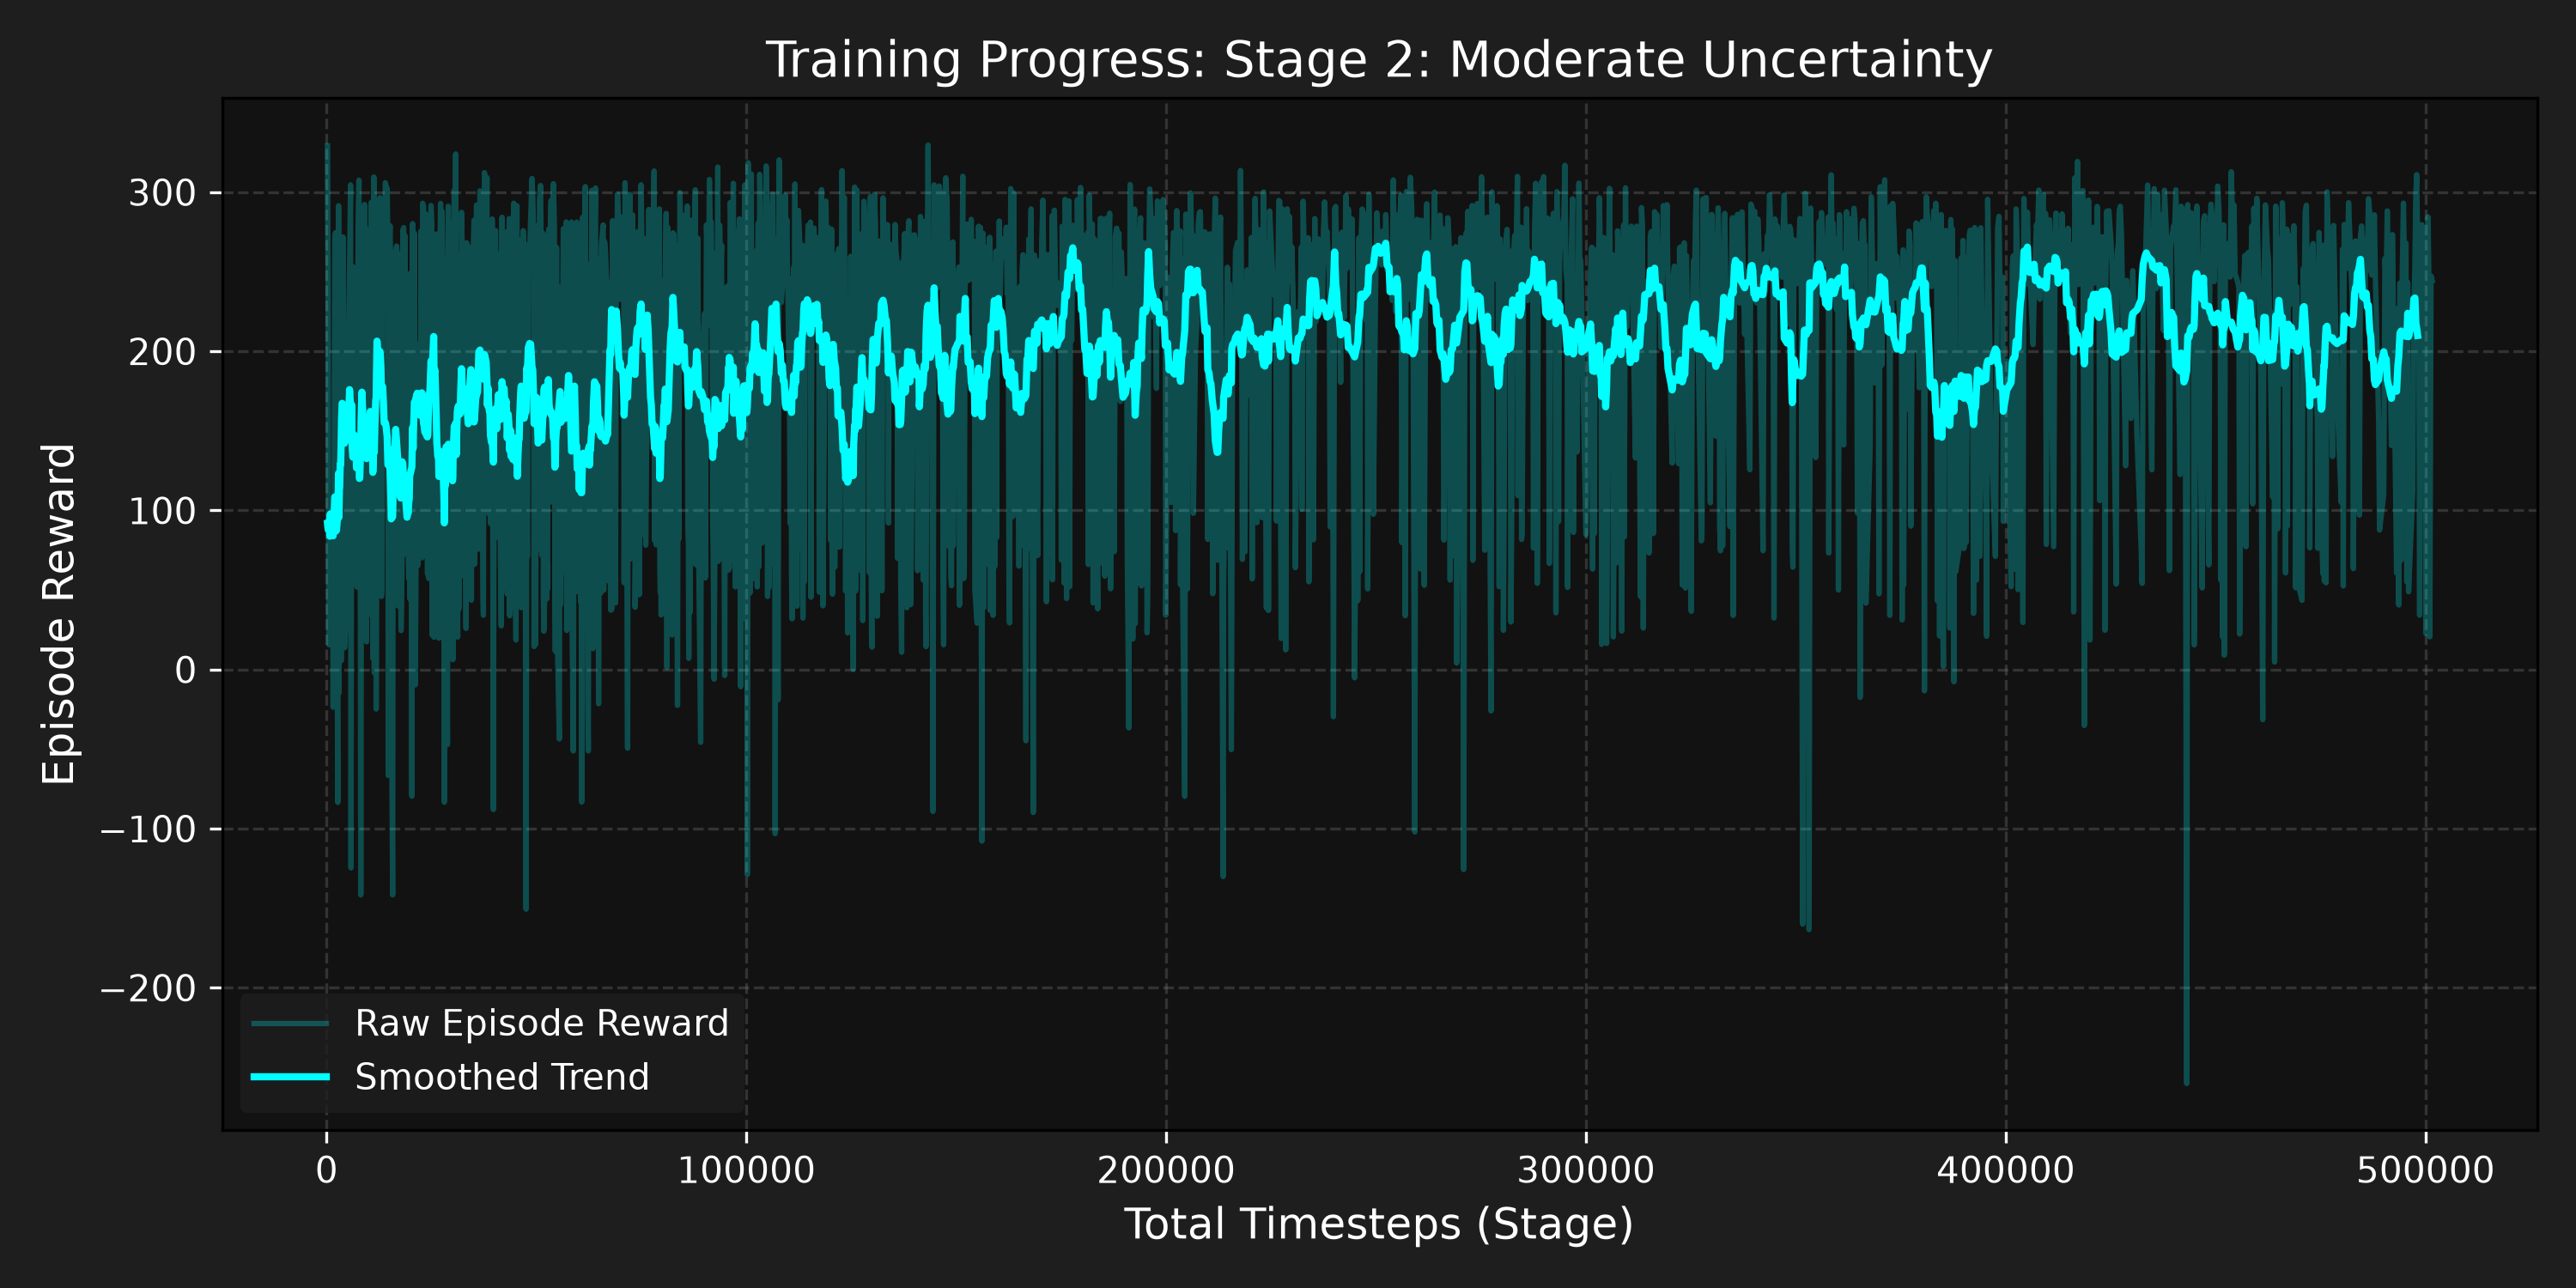 Training Progress: Stage 2: Moderate Uncertainty
Episode Reward
300
200
100
0
−100
−200
Raw Episode Reward
Smoothed Trend
0
100000
200000
300000
400000
500000
Total Timesteps (Stage)